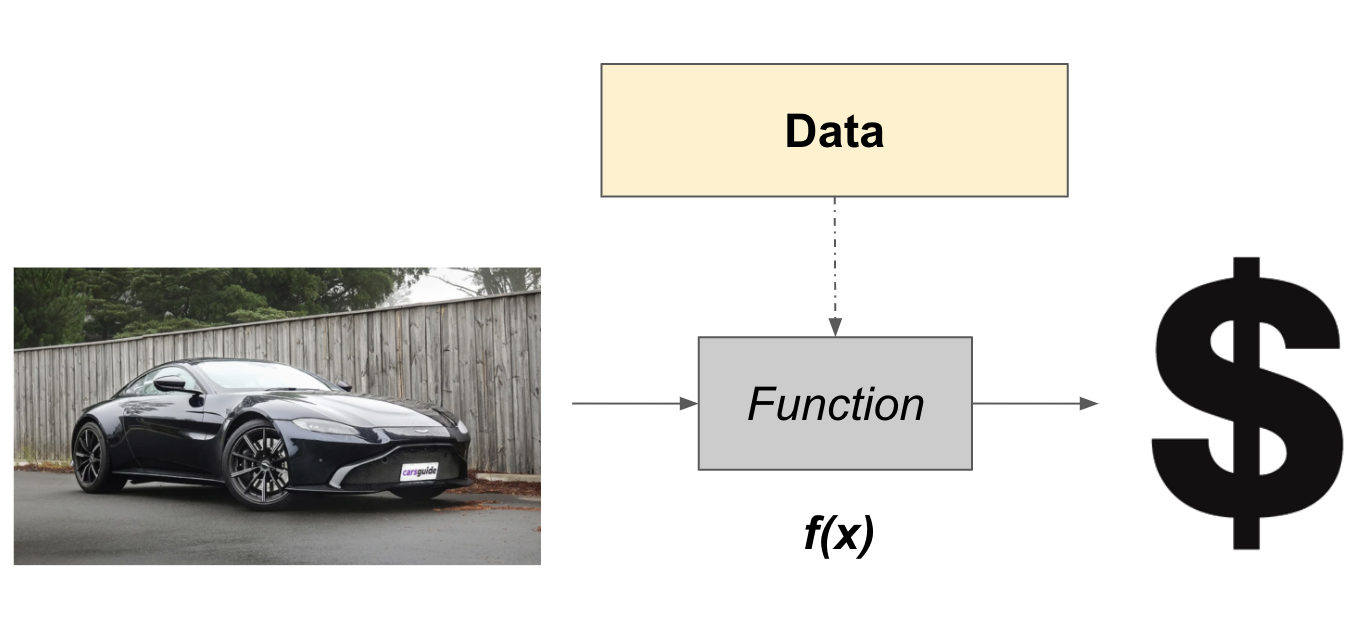 Data
carsguide
Function
f(x)
$